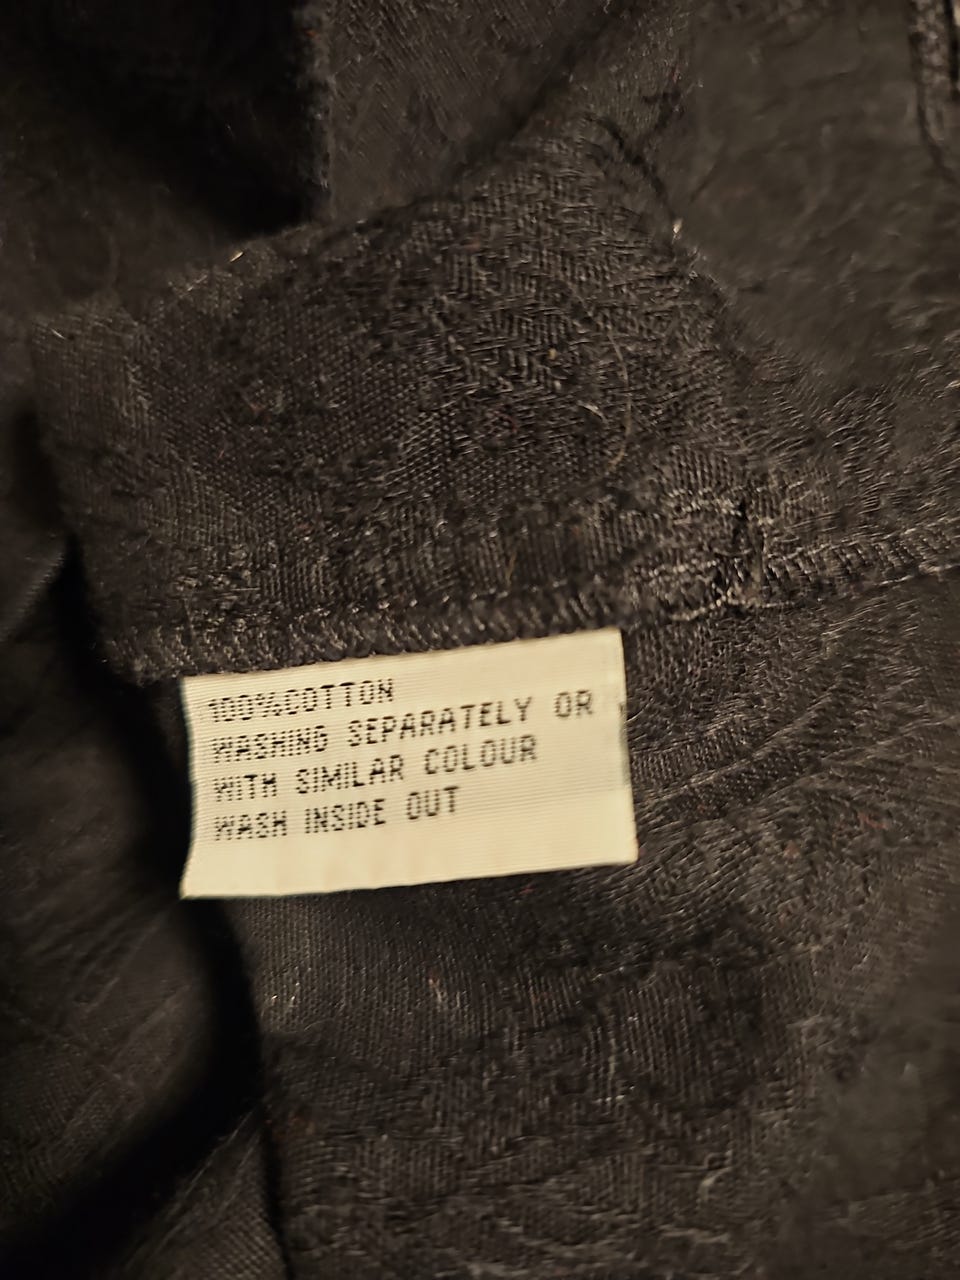 100%COTTON
WASHING SEPARATELY OR
WITH SIMILAR COLOUR
WASH INSIDE OUT